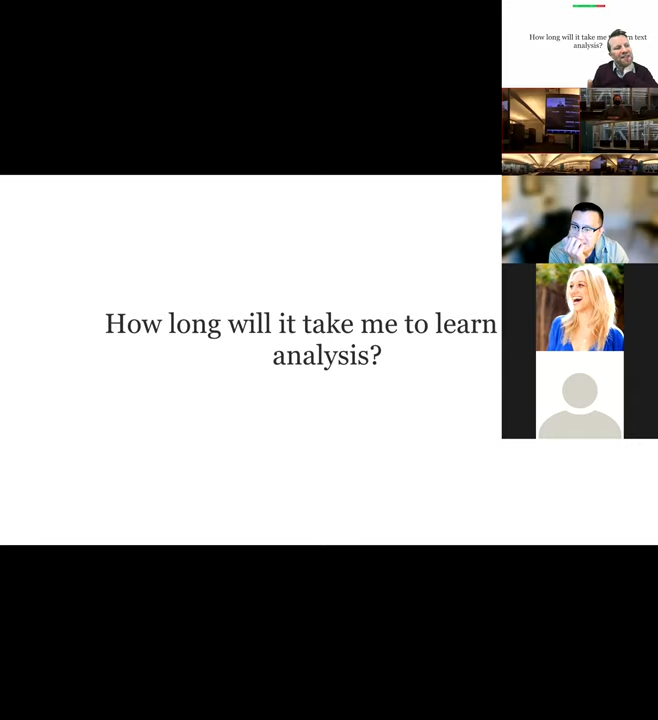 How long will it take me to learn
analysis?
How long will it take me n text
analysis?